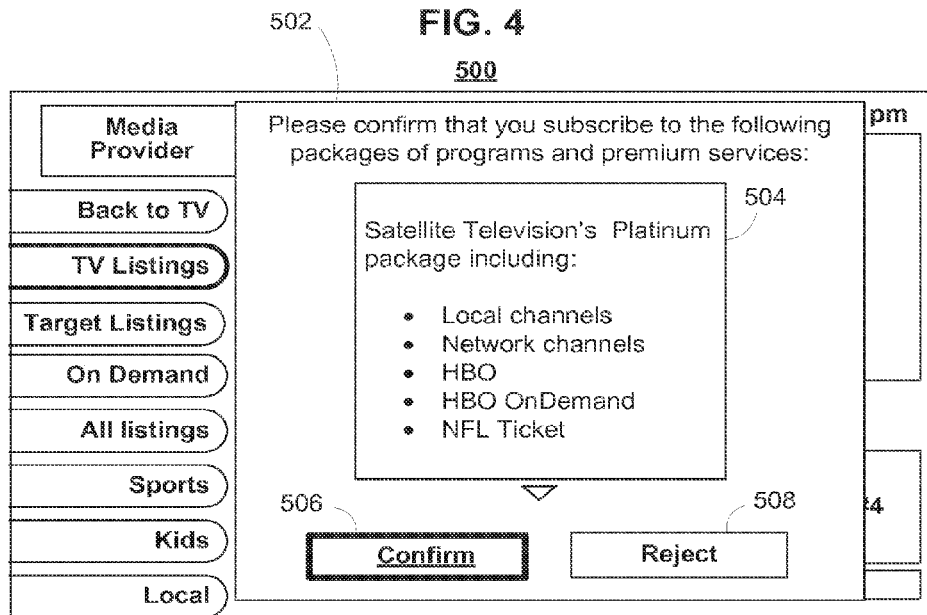 FIG. 4
502
500
Media
Provider
pm
Please confirm that you subscribe to the following
packages of programs and premium services:
504
Back to TV
TV Listings
Target Listings
On Demand
All listings
Sports
Kids
Local
Satellite Television's Platinum
package including:
• Local channels
• Network channels
• HBO
• HBO OnDemand
• NFL Ticket
506
508
Confirm
Reject